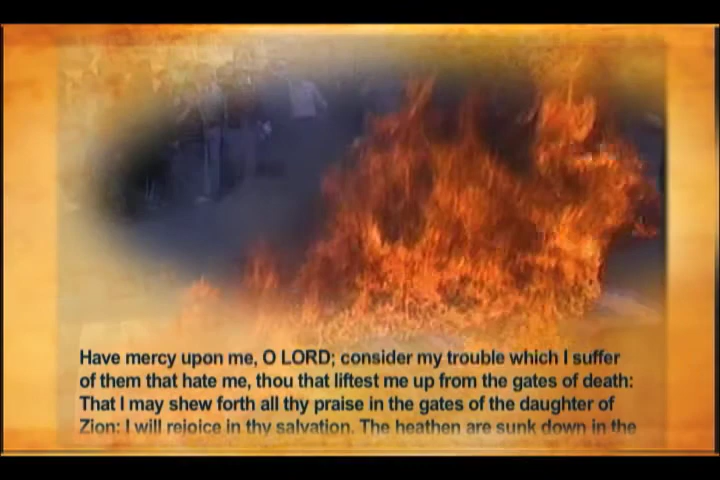 Have mercy upon me, O LORD; consider my trouble which I suffer
of them that hate me, thou that liftest me up from the gates of death:
That I may shew forth all thy praise in the gates of the daughter of
Zion: I will rejoice in thy salvation. The heathen are sunk down in the